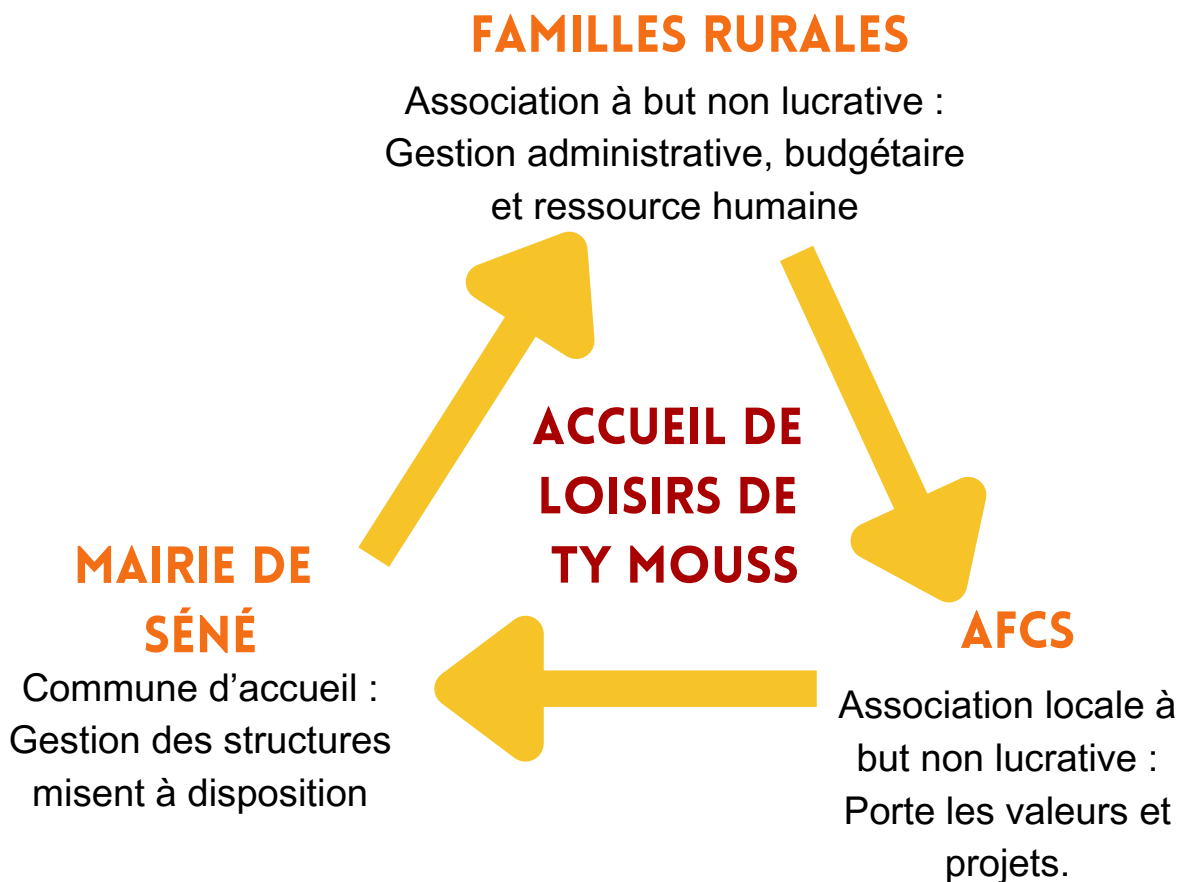 FAMILLES RURALES
Association à but non lucrative :
Gestion administrative, budgétaire
et ressource humaine
ACCUEIL DE
LOISIRS DE
TY MOUSS
MAIRIE DE
SÉNÉ
Commune d'accueil :
Gestion des structures
misent à disposition
AFCS
Association locale à
but non lucrative :
Porte les valeurs et
projets.